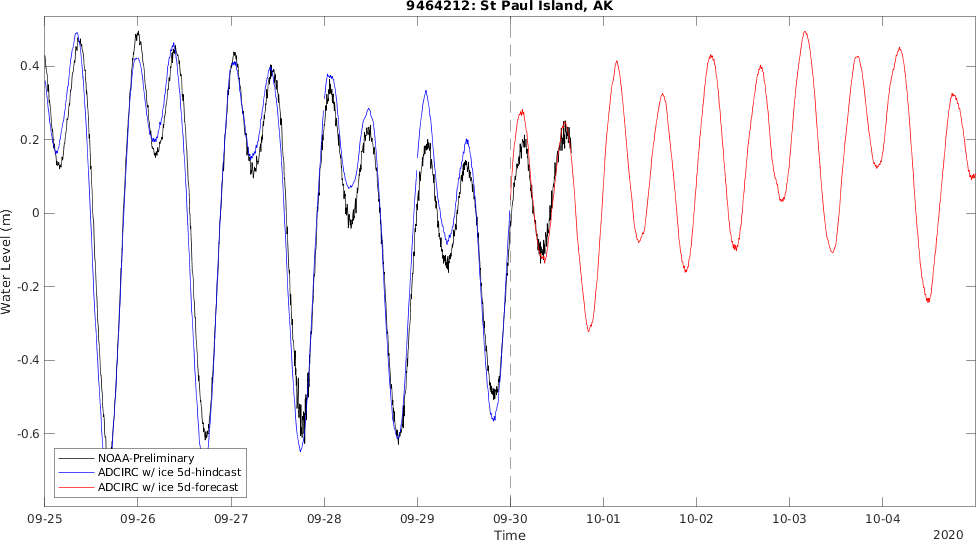 9464212: St Paul Island, AK
Water Level (m)
0.4
0.2
0
-0.2
-0.4
-0.6
NOAA-Preliminary
ADCIRC w/ ice 5d-hindcast
ADCIRC w/ ice 5d-forecast
09-25 09-26 09-27 09-28 09-29 09-30 10-01 10-02 10-03 10-04
Time
2020